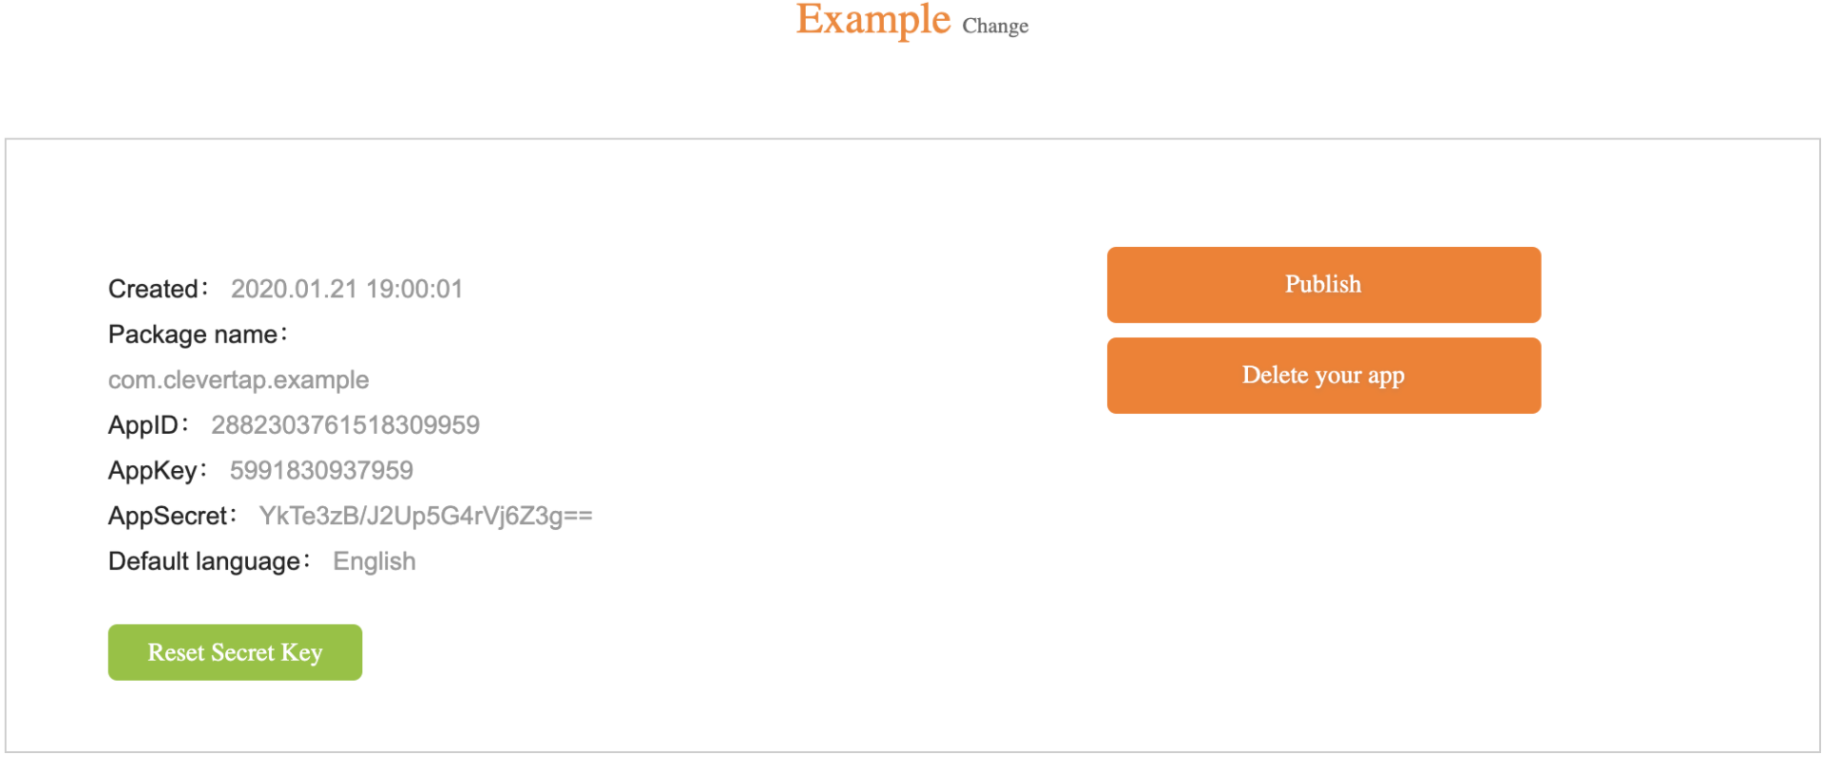 Example Change
Created： 2020.01.21 19:00:01
Package name：
com.clevertap.example
AppID： 2882303761518309959
AppKey： 5991830937959
AppSecret： YkTe3zB/J2Up5G4rVj6Z3g==
Default language： English
Reset Secret Key
Publish
Delete your app